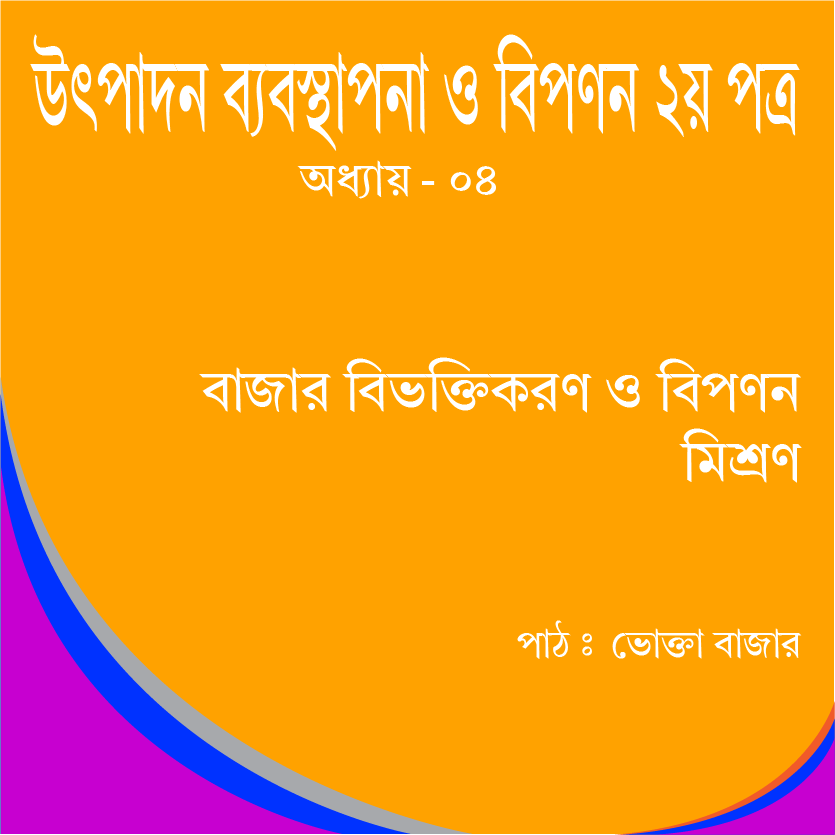 উৎপাদন ব্যবস্থাপনা ও বিপণন ২য় পত্র
অধ্যায় - ০৪
বাজার বিভক্তিকরণ ও বিপণন
মিশ্রণ
পাঠ ঃ ভোক্তা বাজার